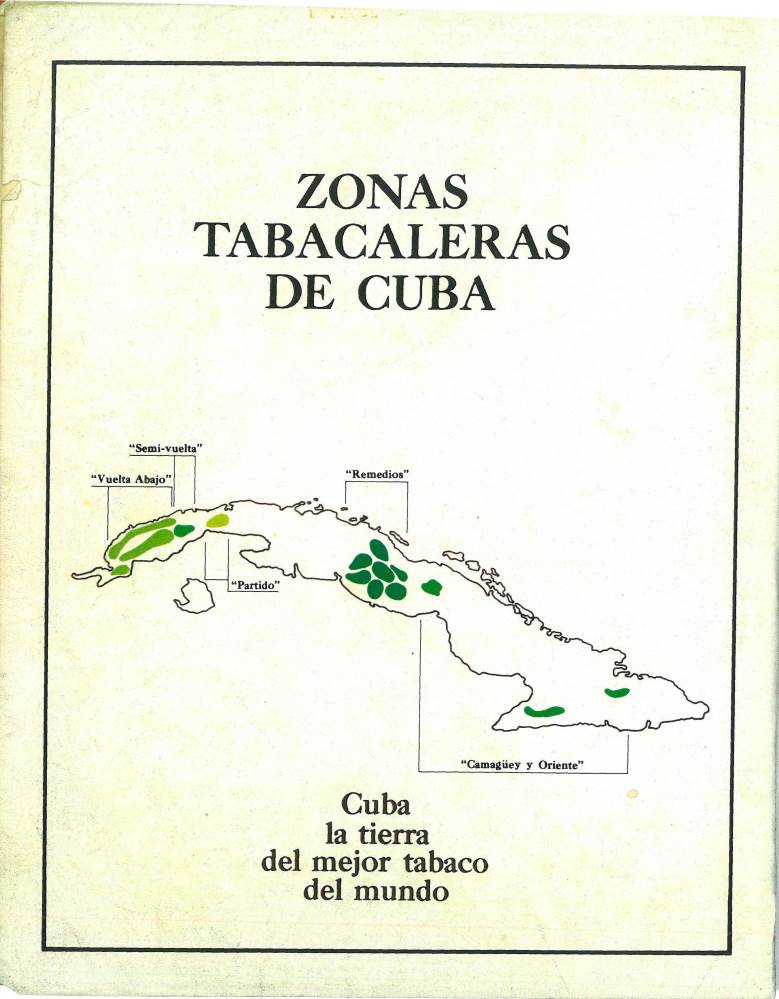 ZONAS
TABACALERAS
DE CUBA
"Semi-vuelta"
"Vuelta Abajo"
"Remedios"
"Partido"
"Camagüey y Oriente"
Cuba
la tierra
del mejor tabaco
del mundo